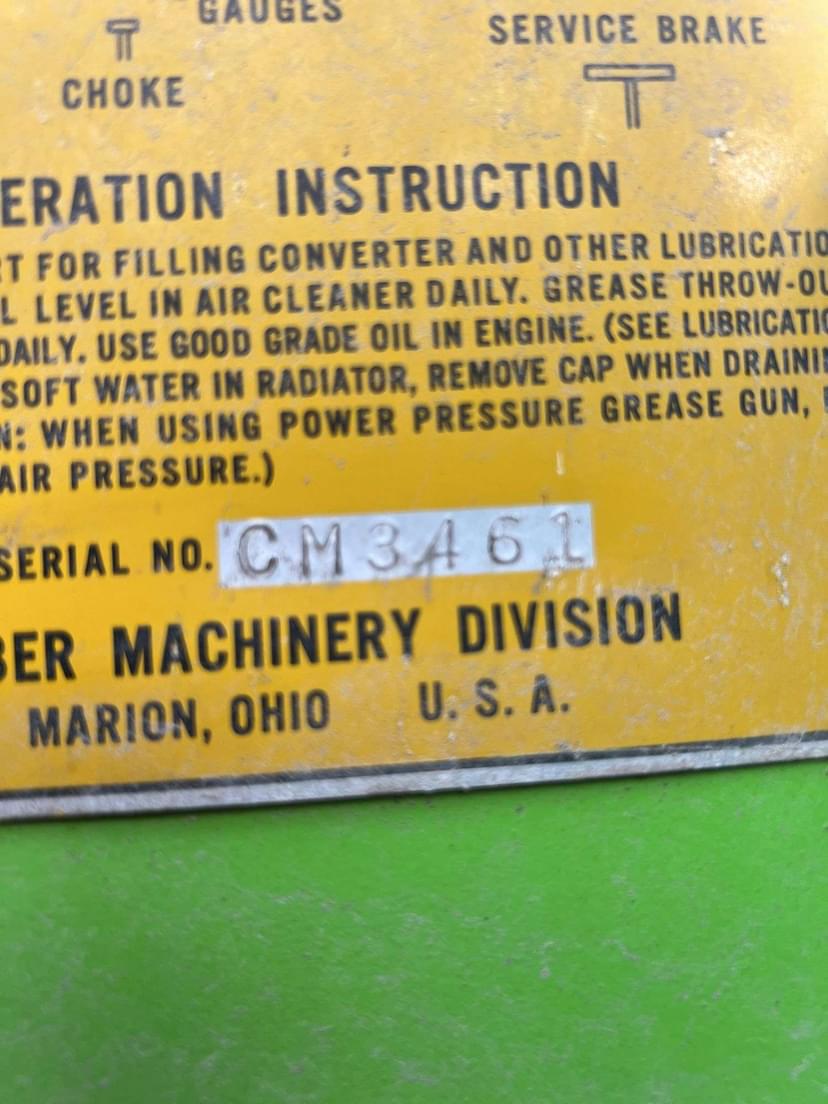 GAUGES
SERVICE BRAKE
CHOKE
ERATION INSTRUCTION
RT FOR FILLING CONVERTER AND OTHER LUBRICATIO
L LEVEL IN AIR CLEANER DAILY. GREASE THROW-OU
DAILY. USE GOOD GRADE OIL IN ENGINE. (SEE LUBRICATIO
SOFT WATER IN RADIATOR, REMOVE CAP WHEN DRAINI
N: WHEN USING POWER PRESSURE GREASE GUN,
AIR PRESSURE.)
SERIAL NO. CM3461
BER MACHINERY DIVISION
MARION, OHIO U. S. A.